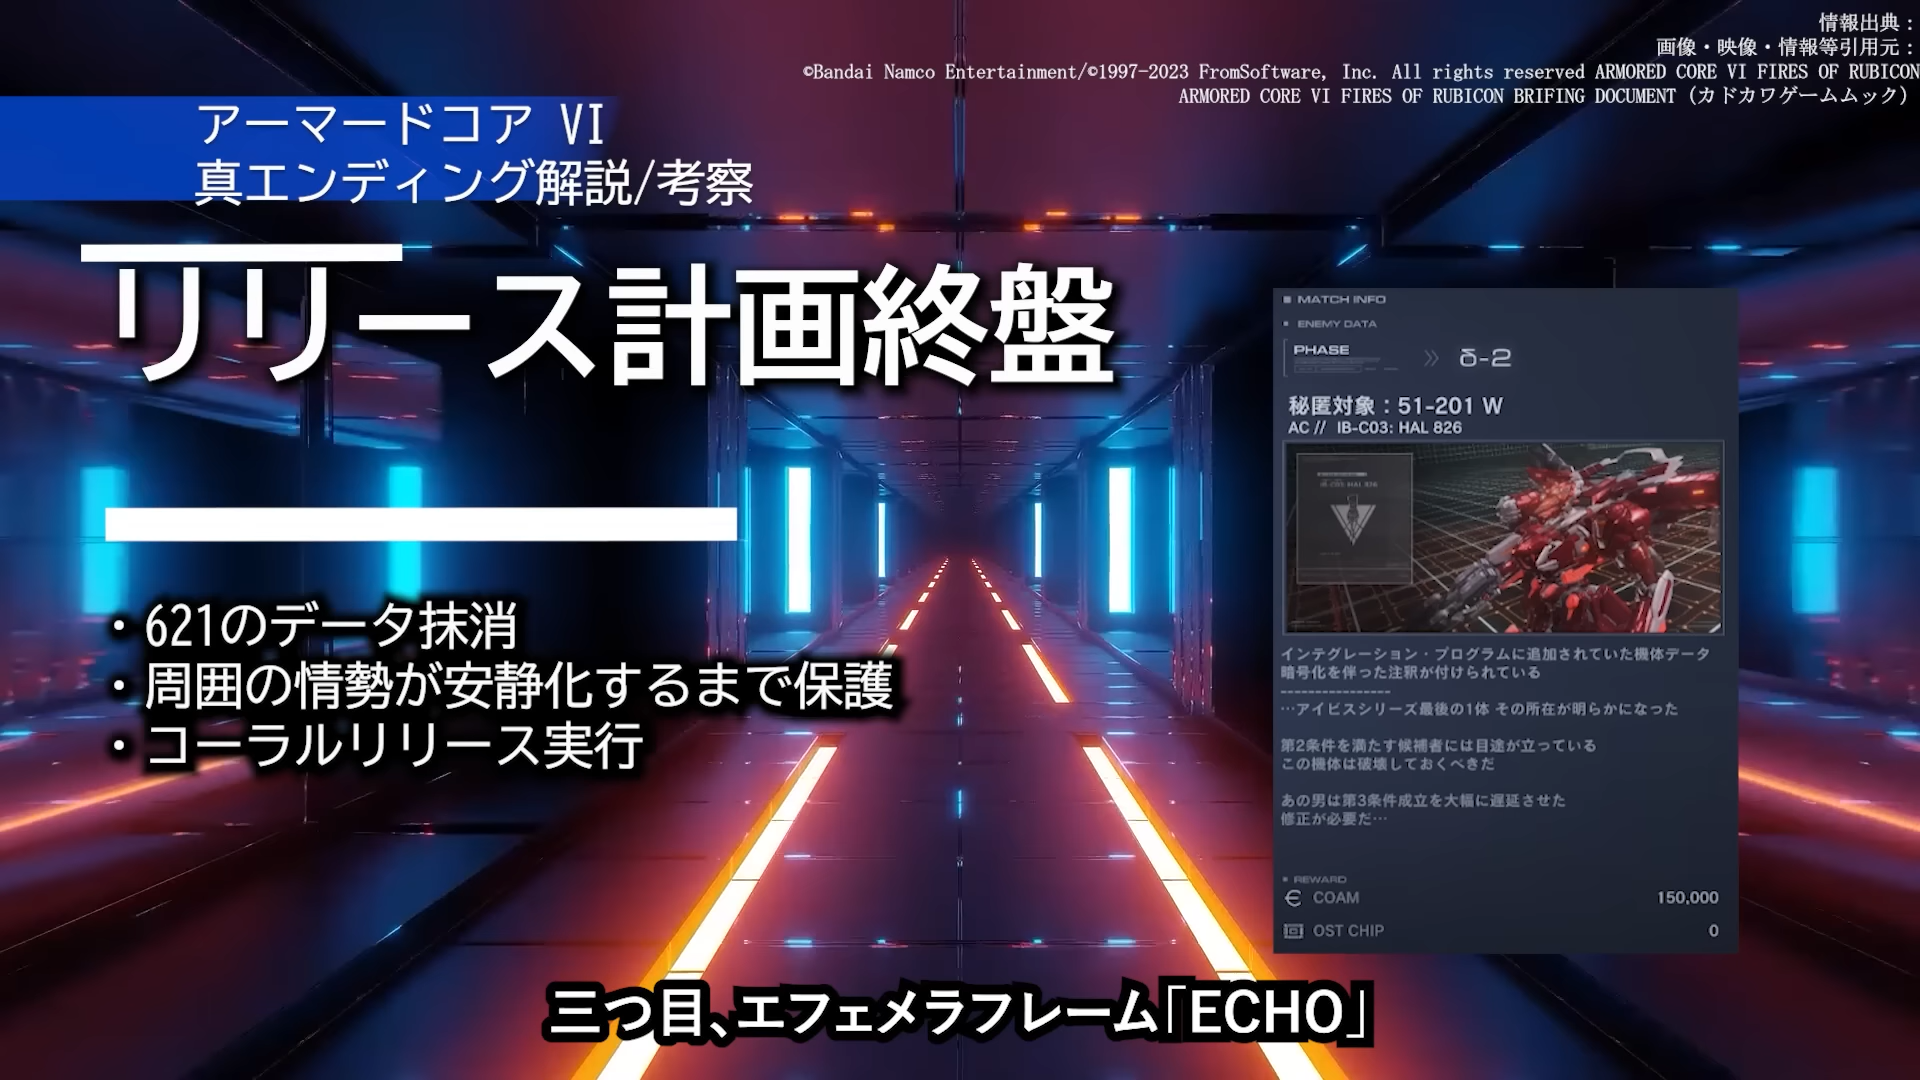 情報出典：
画像・映像・情報等引用元：
©Bandai Namco Entertainment/©1997-2023 FromSoftware, Inc. All rights reserved ARMORED CORE VI FIRES OF RUBICON
ARMORED CORE VI FIRES OF RUBICON BRIFING DOCUMENT (カドカワゲームムック)
アーマードコア VI
真エンディング解説/考察
リリース計画終盤
・621のデータ抹消
・周囲の情勢が安静化するまで保護
・コーラルリリース実行
MATCH INFO
ENEMY DATA
PHASE
δ-2
秘匿対象：51-201 W
AC // IB-C03: HAL 826
IB-C03: HAL 826
インテグレーション・プログラムに追加されていた機体データ
暗号化を伴った注釈が付けられている
----------------
…アイビスシリーズ最後の1体 その所在が明らかになった
第2条件を満たす候補者には目途が立っている
この機体は破壊しておくべきだ
あの男は第3条件成立を大幅に遅延させた
修正が必要だ…
REWARD
COAM 150,000
OST CHIP 0
三つ目、エフェメラフレーム「ECHO」